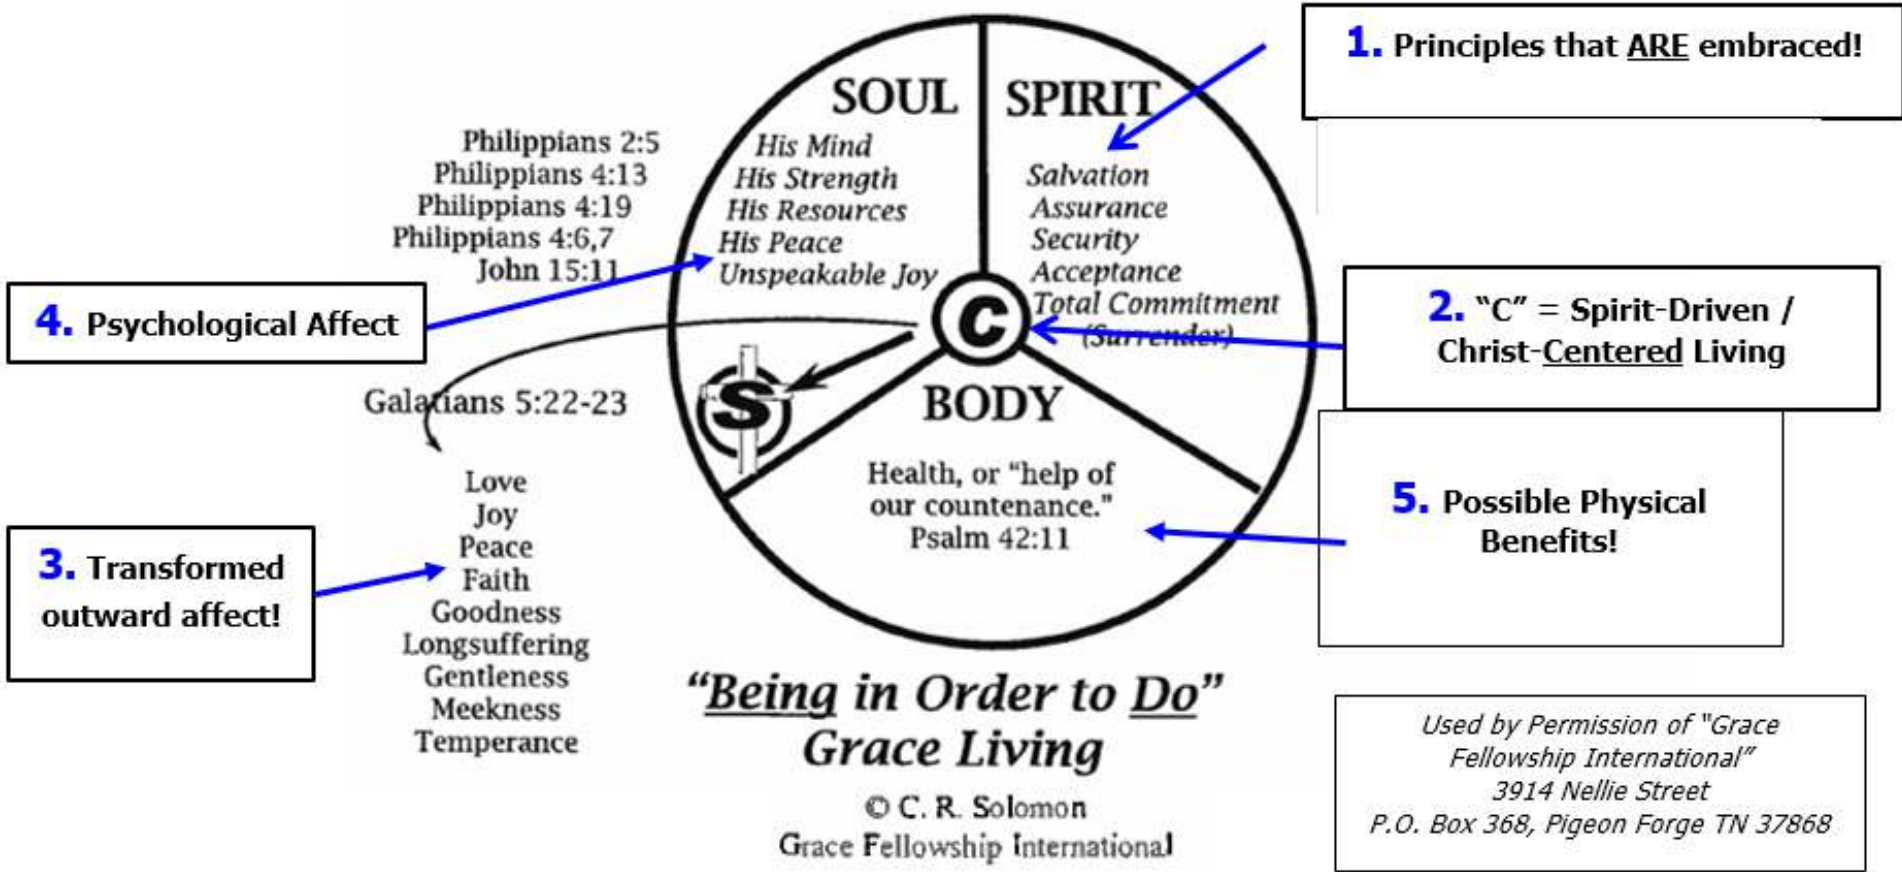 1. Principles that ARE embraced!
SOUL
SPIRIT
Philippians 2:5
Philippians 4:13
Philippians 4:19
Philippians 4:6,7
John 15:11
His Mind
His Strength
His Resources
His Peace
Unspeakable Joy
Salvation
Assurance
Security
Acceptance
Total Commitment
(Surrender)
C
2. “C” = Spirit-Driven /
Christ-Centered Living
4. Psychological Affect
S
Galatians 5:22-23
BODY
Health, or “help of
our countenance.”
Psalm 42:11
5. Possible Physical
Benefits!
3. Transformed
outward affect!
Love
Joy
Peace
Faith
Goodness
Longsuffering
Gentleness
Meekness
Temperance
“Being in Order to Do”
Grace Living
© C. R. Solomon
Grace Fellowship International
Used by Permission of “Grace
Fellowship International”
3914 Nellie Street
P.O. Box 368, Pigeon Forge TN 37868